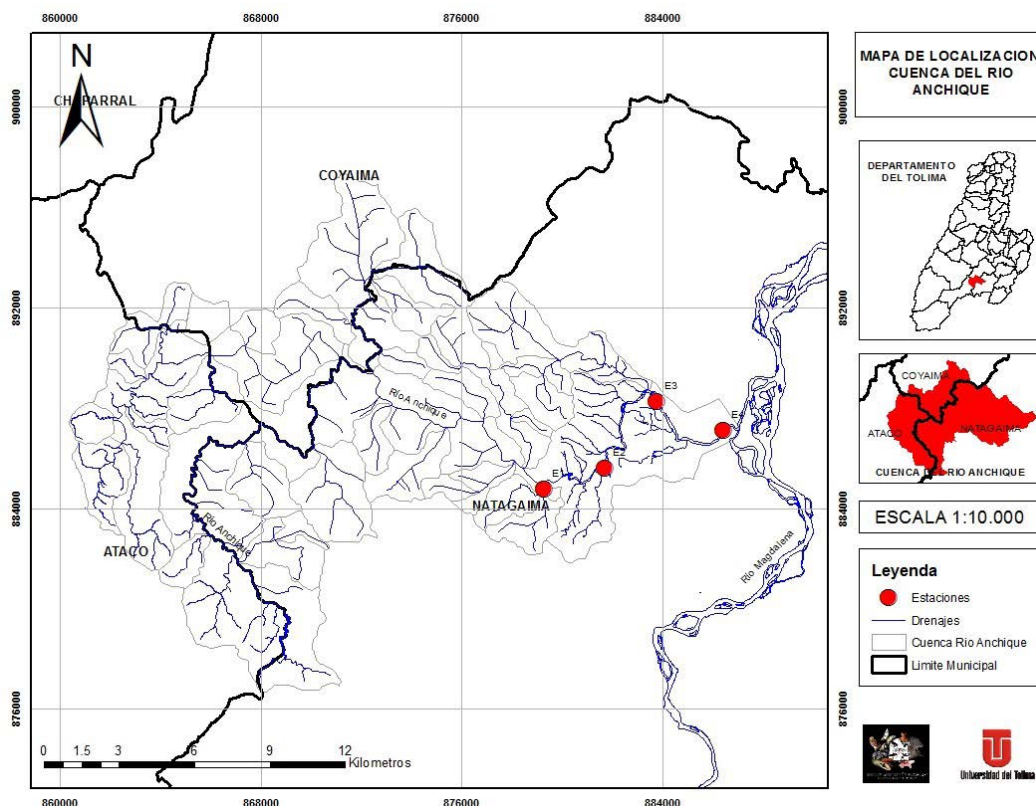 860000 868000 876000 884000
N
CHAPARRAL
COYAIMA
ATACO
NATAGAIMA
Río Anchique
Río Anchique
Río Magdalena
E1
E2
E3
E4
900000
892000
884000
876000
900000
892000
884000
876000
0 1.5 3 6 9 12
Kilometros
860000 868000 876000 884000
MAPA DE LOCALIZACION
CUENCA DEL RIO
ANCHIQUE
DEPARTAMENTO
DEL TOLIMA
COYAIMA
ATACO
NATAGAIMA
CUENCA DEL RIO ANCHIQUE
ESCALA 1:10.000
Leyenda
Estaciones
Drenajes
Cuenca Rio Anchique
Limite Municipal
Universidad del Tolima